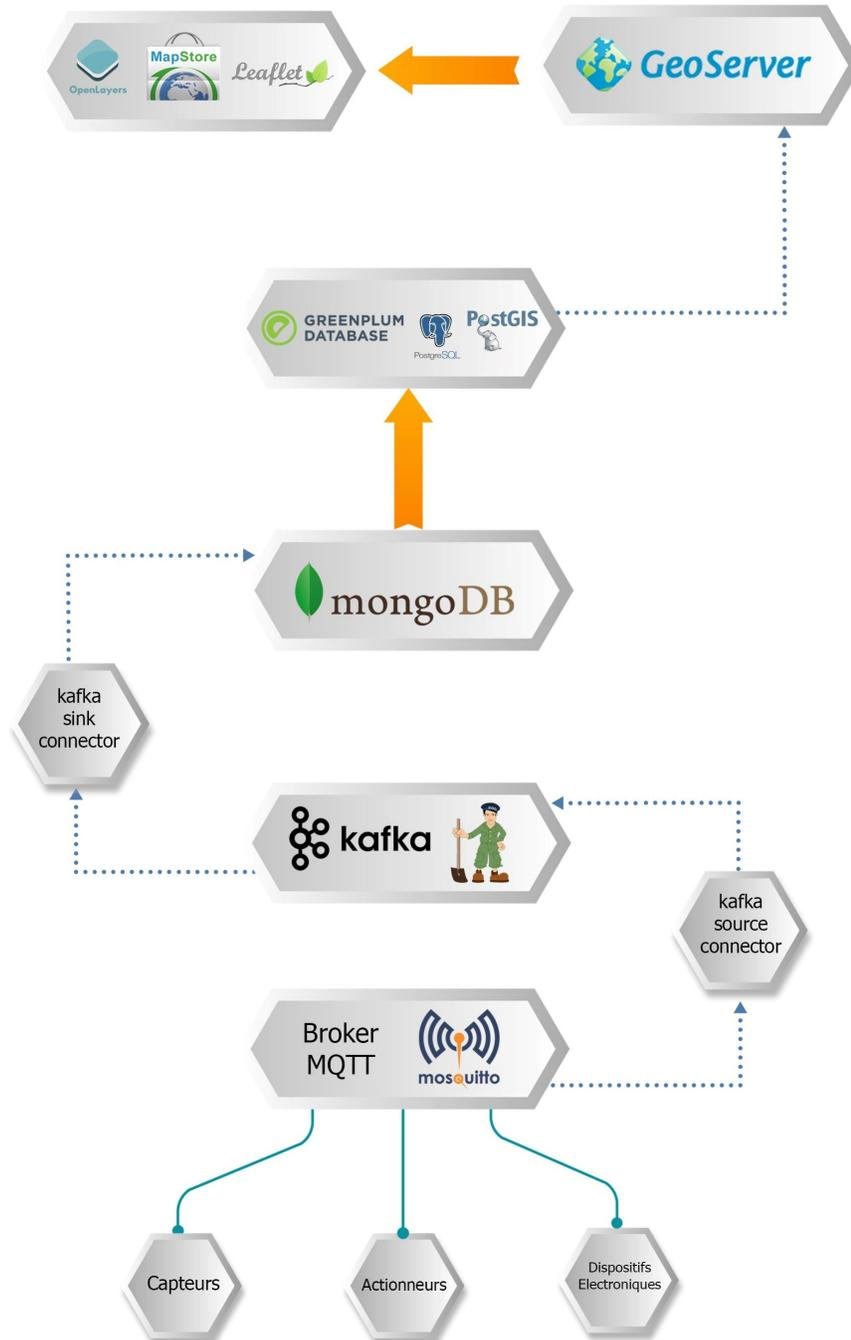 OpenLayers
MapStore
Leaflet
GeoServer
GREENPLUM
DATABASE
PostgreSQL
PostGIS
mongoDB
kafka
sink
connector
kafka
kafka
source
connector
Broker
MQTT
mosquitto
Capteurs
Actionneurs
Dispositifs
Electroniques